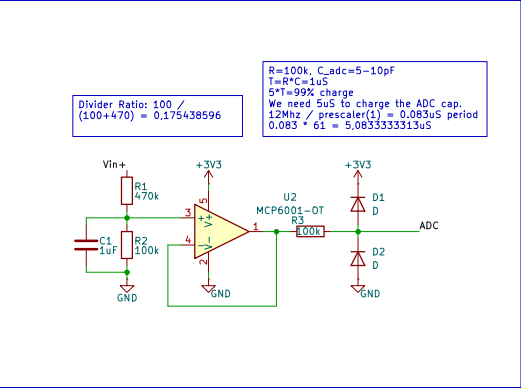 R=100k, C_adc=5-10pF
T=R*C=1uS
5*T=99% charge
We need 5uS to charge the ADC cap.
12Mhz / prescaler(1) = 0.083uS period
0.083 * 61 = 5,0833333313uS
Divider Ratio: 100 /
(100+470) = 0,175438596
Vin+
+3V3
+3V3
R1
470k
U2
MCP6001-OT
D1
D
R3
100k
ADC
C1
1uF
R2
100k
3
4
5
2
1
+
-
V+
V-
D2
D
GND
GND
GND